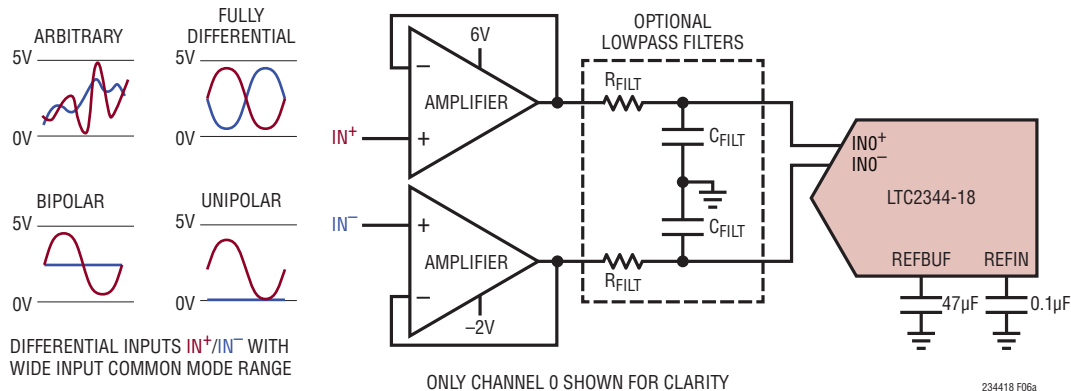 ARBITRARY
5V
0V
FULLY
DIFFERENTIAL
5V
0V
BIPOLAR
5V
0V
UNIPOLAR
5V
0V
DIFFERENTIAL INPUTS IN+/IN− WITH
WIDE INPUT COMMON MODE RANGE
6V
−
AMPLIFIER
+
IN+
IN−
+
AMPLIFIER
−
−2V
OPTIONAL
LOWPASS FILTERS
RFILT
CFILT
CFILT
RFILT
IN0+
IN0−
LTC2344-18
REFBUF REFIN
47µF
0.1µF
ONLY CHANNEL 0 SHOWN FOR CLARITY
234418 F06a